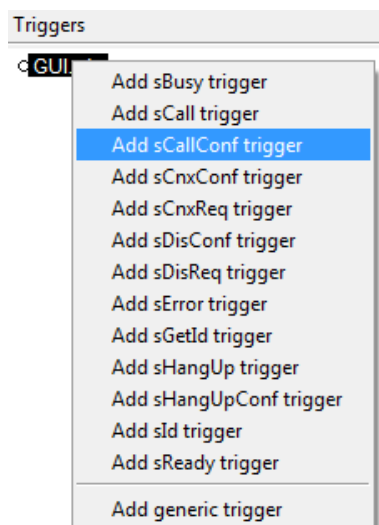 Triggers
GUI
Add sBusy trigger
Add sCall trigger
Add sCallConf trigger
Add sCnxConf trigger
Add sCnxReq trigger
Add sDisConf trigger
Add sDisReq trigger
Add sError trigger
Add sGetId trigger
Add sHangUp trigger
Add sHangUpConf trigger
Add sId trigger
Add sReady trigger
Add generic trigger